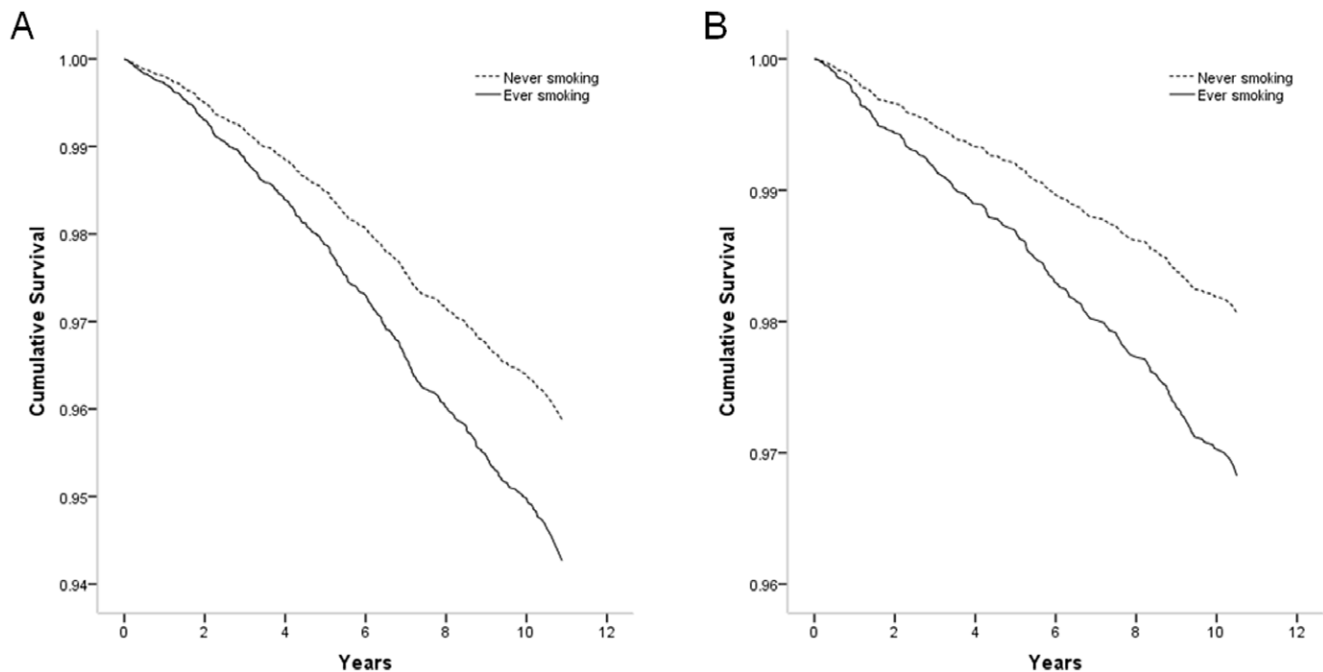 A
1.00
0.99
0.98
0.97
0.96
0.95
0.94
Cumulative Survival
Never smoking
Ever smoking
0 2 4 6 8 10 12
Years
B
1.00
0.99
0.98
0.97
0.96
Cumulative Survival
Never smoking
Ever smoking
0 2 4 6 8 10 12
Years